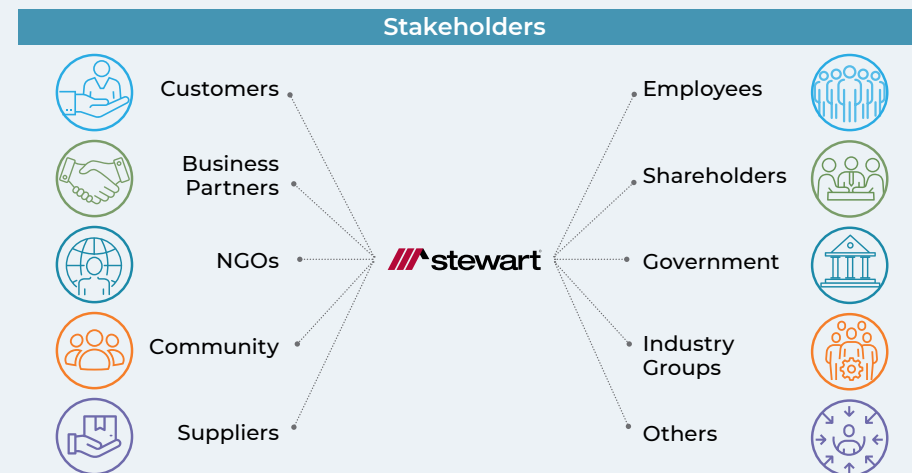 Stakeholders
Customers
Business
Partners
NGOs
Community
Suppliers
stewart
Employees
Shareholders
Government
Industry
Groups
Others